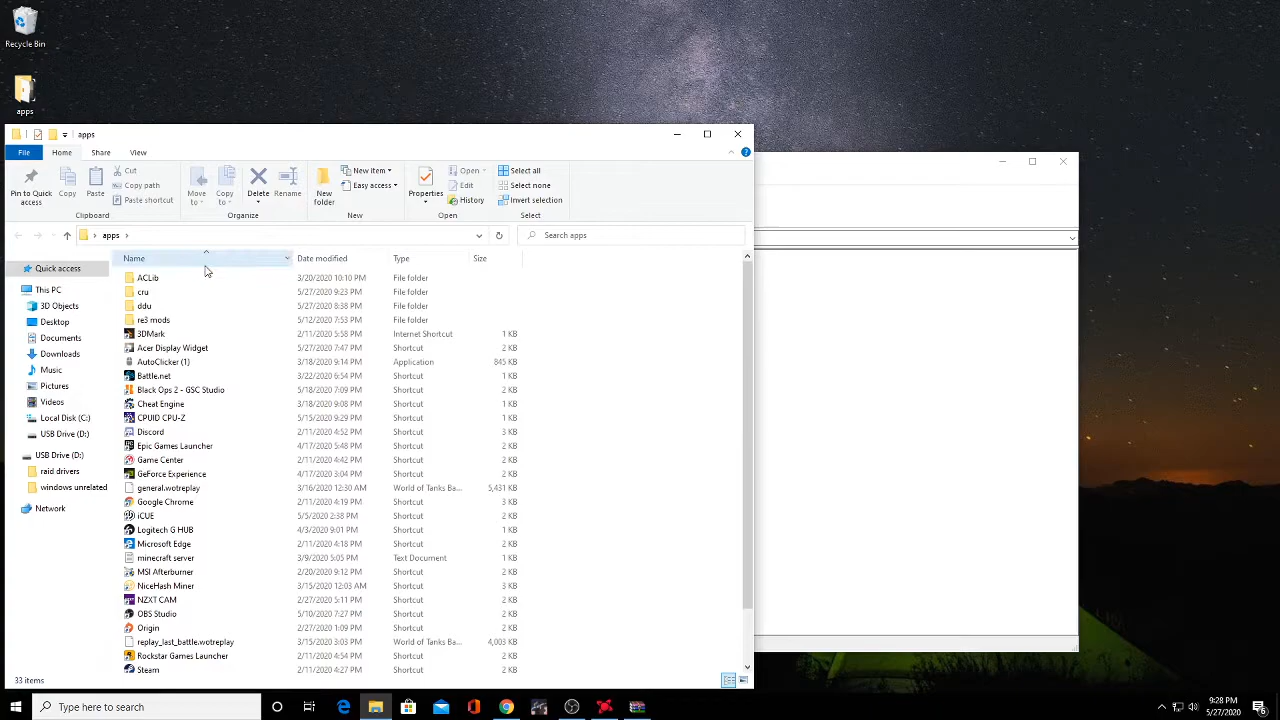 Recycle Bin
apps
apps
File Home Share View
Pin to Quick access
Copy
Paste
Cut
Copy path
Paste shortcut
Clipboard
Move to
Copy to
Delete
Rename
Organize
New folder
New item
Easy access
New
Properties
Open
Edit
History
Open
Select all
Select none
Invert selection
Select
apps
Search apps
Name Date modified Type Size
Quick access
This PC
3D Objects
Desktop
Documents
Downloads
Music
Pictures
Videos
Local Disk (C:)
USB Drive (D:)
USB Drive (D:)
raid drivers
windows unrelated
Network
ACLib 3/20/2020 10:10 PM File folder
cru 5/27/2020 9:23 PM File folder
ddu 5/27/2020 8:38 PM File folder
re3 mods 5/12/2020 7:53 PM File folder
3DMark 2/11/2020 5:58 PM Internet Shortcut 1 KB
Acer Display Widget 5/27/2020 7:47 PM Shortcut 2 KB
AutoClicker (1) 3/18/2020 9:14 PM Application 845 KB
Battle.net 3/22/2020 6:54 PM Shortcut 1 KB
Black Ops 2 - GSC Studio 5/18/2020 7:09 PM Shortcut 2 KB
Cheat Engine 3/18/2020 9:08 PM Shortcut 1 KB
CPUID CPU-Z 5/15/2020 9:29 PM Shortcut 1 KB
Discord 2/11/2020 4:52 PM Shortcut 3 KB
Epic Games Launcher 4/17/2020 5:48 PM Shortcut 2 KB
Game Center 2/11/2020 4:42 PM Shortcut 2 KB
GeForce Experience 4/17/2020 3:04 PM Shortcut 2 KB
general.wotreplay 3/16/2020 12:30 AM World of Tanks Ba... 5,431 KB
Google Chrome 2/11/2020 4:19 PM Shortcut 3 KB
iCUE 5/5/2020 2:38 PM Shortcut 2 KB
Logitech G HUB 4/3/2020 9:01 PM Shortcut 1 KB
Microsoft Edge 2/11/2020 4:18 PM Shortcut 2 KB
minecraft server 3/9/2020 5:05 PM Text Document 1 KB
MSI Afterburner 2/20/2020 9:12 PM Shortcut 2 KB
NiceHash Miner 3/15/2020 12:03 AM Shortcut 3 KB
NZXT CAM 2/27/2020 5:11 PM Shortcut 2 KB
OBS Studio 5/10/2020 7:27 PM Shortcut 2 KB
Origin 2/27/2020 1:09 PM Shortcut 2 KB
replay_last_battle.wotreplay 3/15/2020 3:03 PM World of Tanks Ba... 4,003 KB
Rockstar Games Launcher 2/11/2020 4:54 PM Shortcut 2 KB
Steam 2/11/2020 4:27 PM Shortcut 2 KB
33 items
Type here to search
9:28 PM
5/27/2020